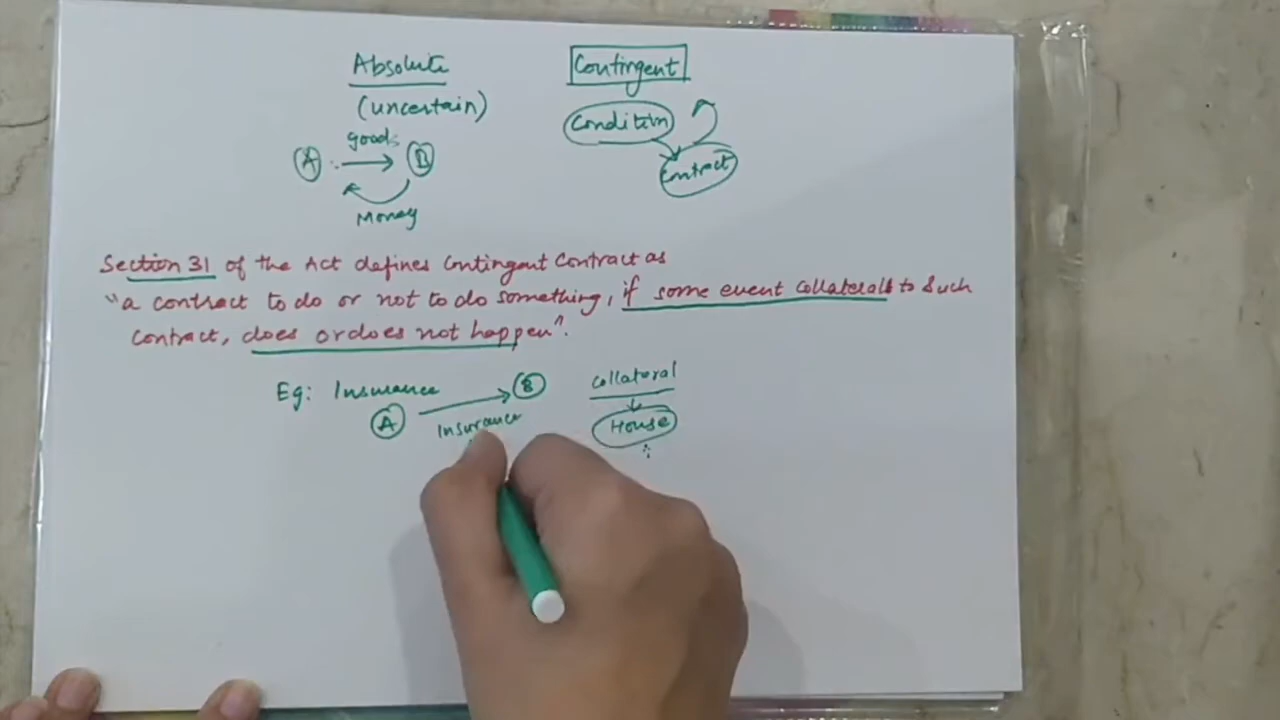 Absolute
(uncertain)
goods
A B
Money
Contingent
Condition
Contract
Section 31 of the Act defines Contingent Contract as
"a contract to do or not to do something, if some event Collateral to Such
Contract, does or does not happen".
Eg: Insurance
A B
Insurance
Collateral
House